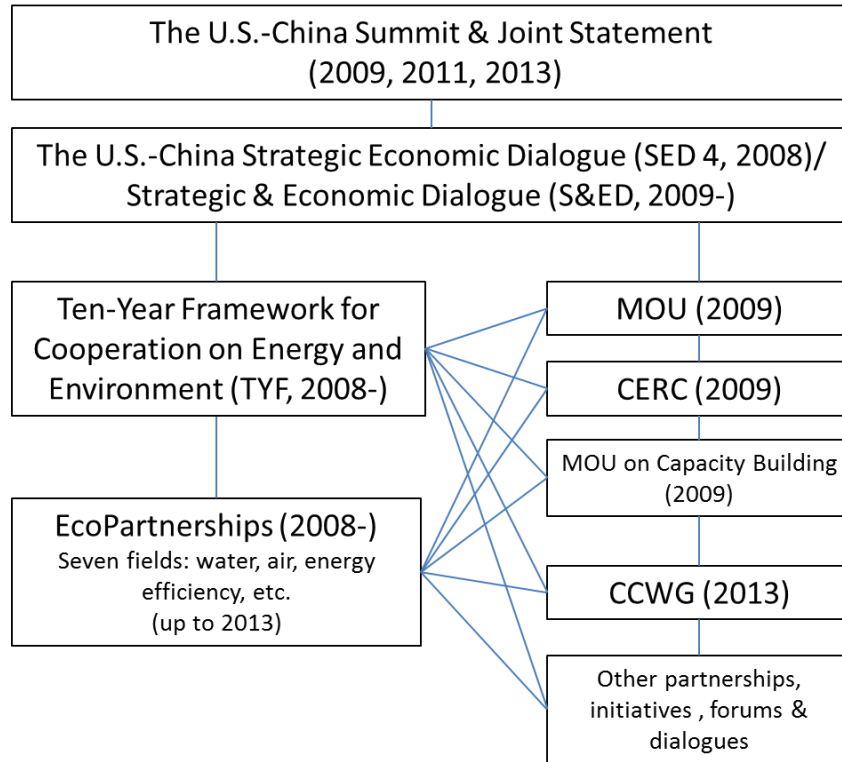 The U.S.-China Summit & Joint Statement
(2009, 2011, 2013)
The U.S.-China Strategic Economic Dialogue (SED 4, 2008)/
Strategic & Economic Dialogue (S&ED, 2009-)
Ten-Year Framework for
Cooperation on Energy and
Environment (TYF, 2008-)
EcoPartnerships (2008-)
Seven fields: water, air, energy
efficiency, etc.
(up to 2013)
MOU (2009)
CERC (2009)
MOU on Capacity Building
(2009)
CCWG (2013)
Other partnerships,
initiatives , forums &
dialogues